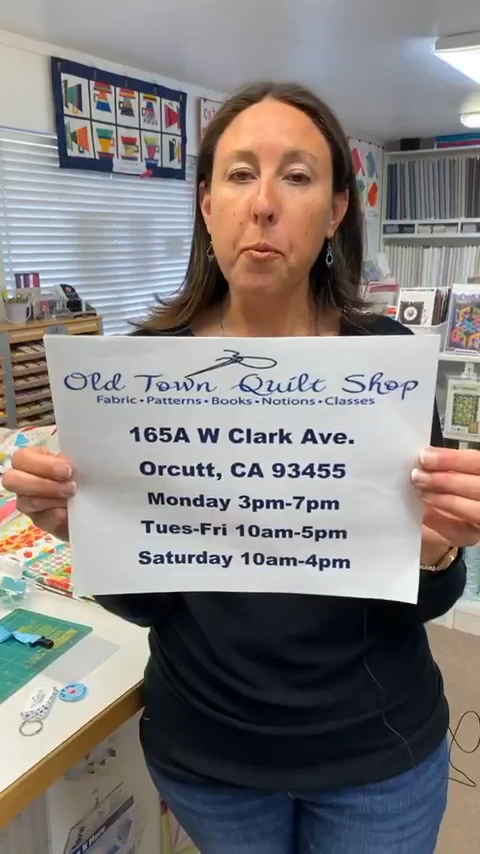 Old Town Quilt Shop
Fabric • Patterns • Books • Notions • Classes
165A W Clark Ave.
Orcutt, CA 93455
Monday 3pm-7pm
Tues-Fri 10am-5pm
Saturday 10am-4pm